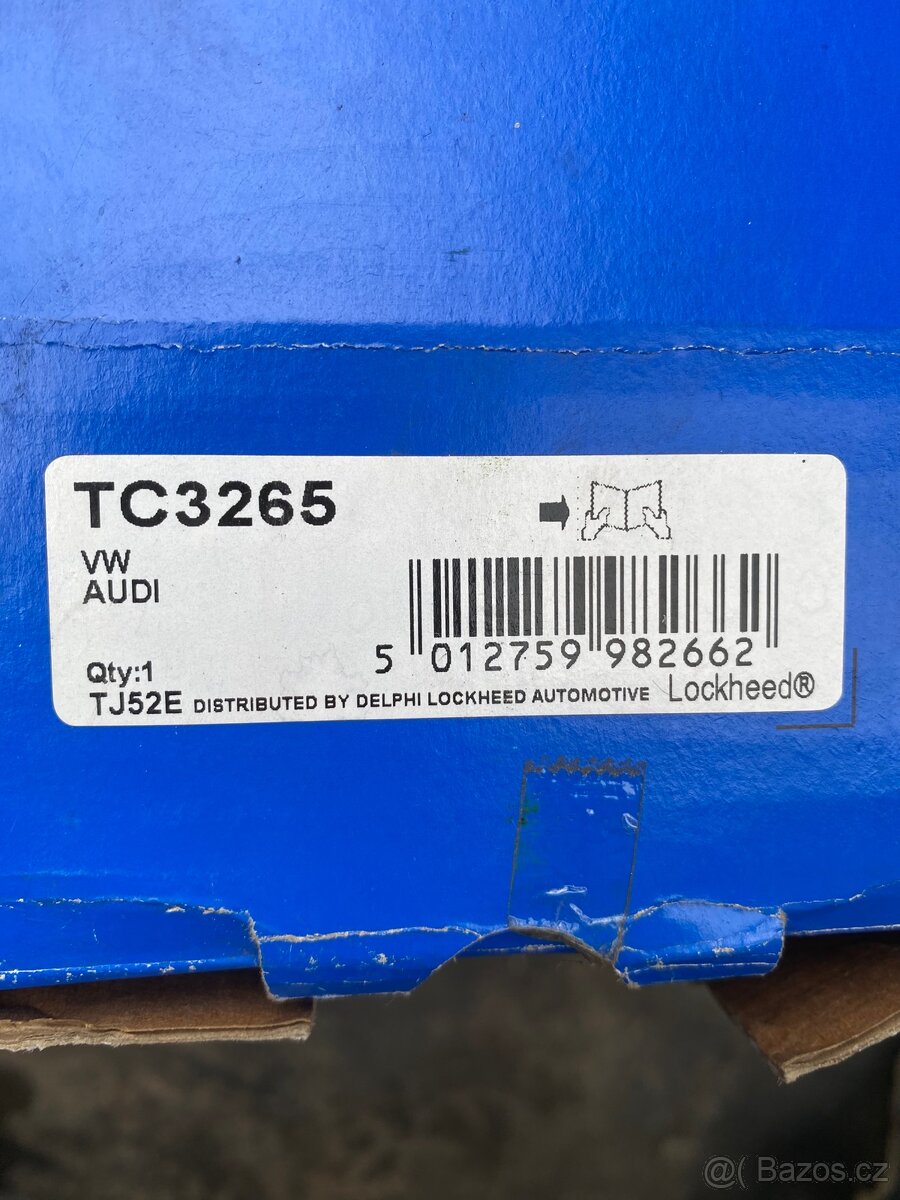 TC3265
VW
AUDI
5 012759 982662
Qty:1
TJ52E DISTRIBUTED BY DELPHI LOCKHEED AUTOMOTIVE Lockheed®
@( Bazos.cz